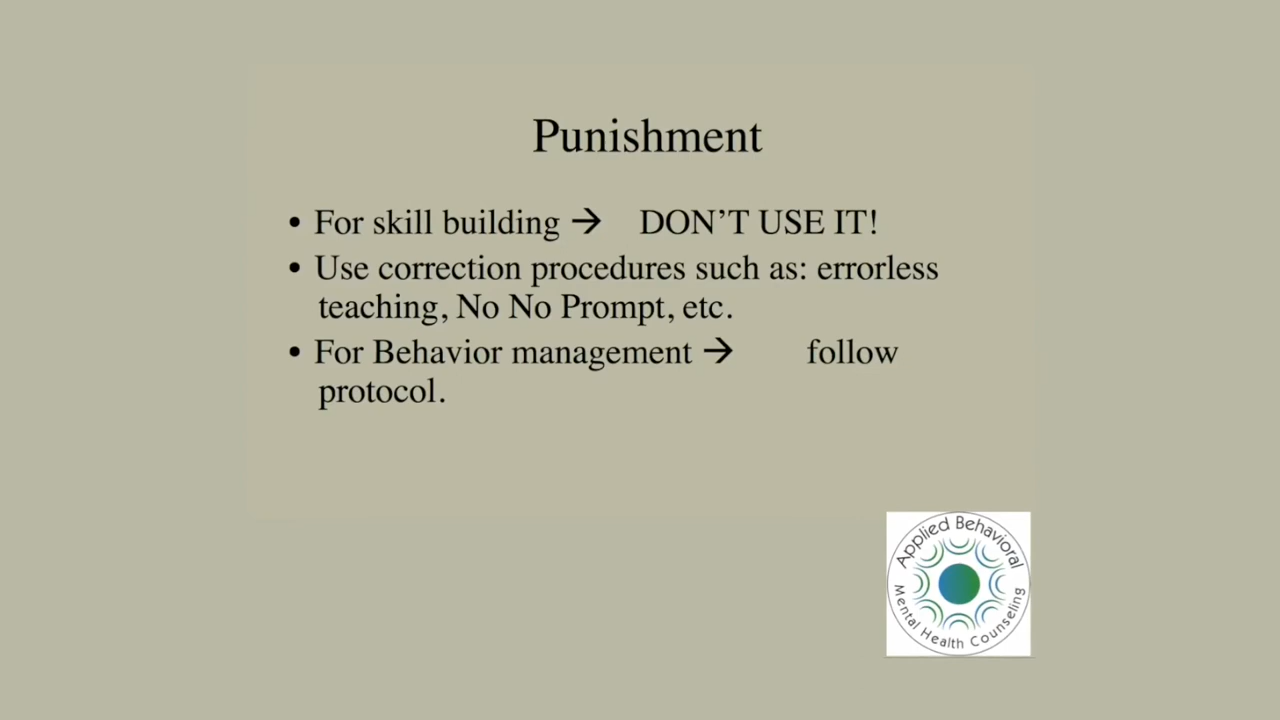 Punishment
• For skill building → DON’T USE IT!
• Use correction procedures such as: errorless
teaching, No No Prompt, etc.
• For Behavior management → follow
protocol.
Applied Behavioral
Mental Health Counseling